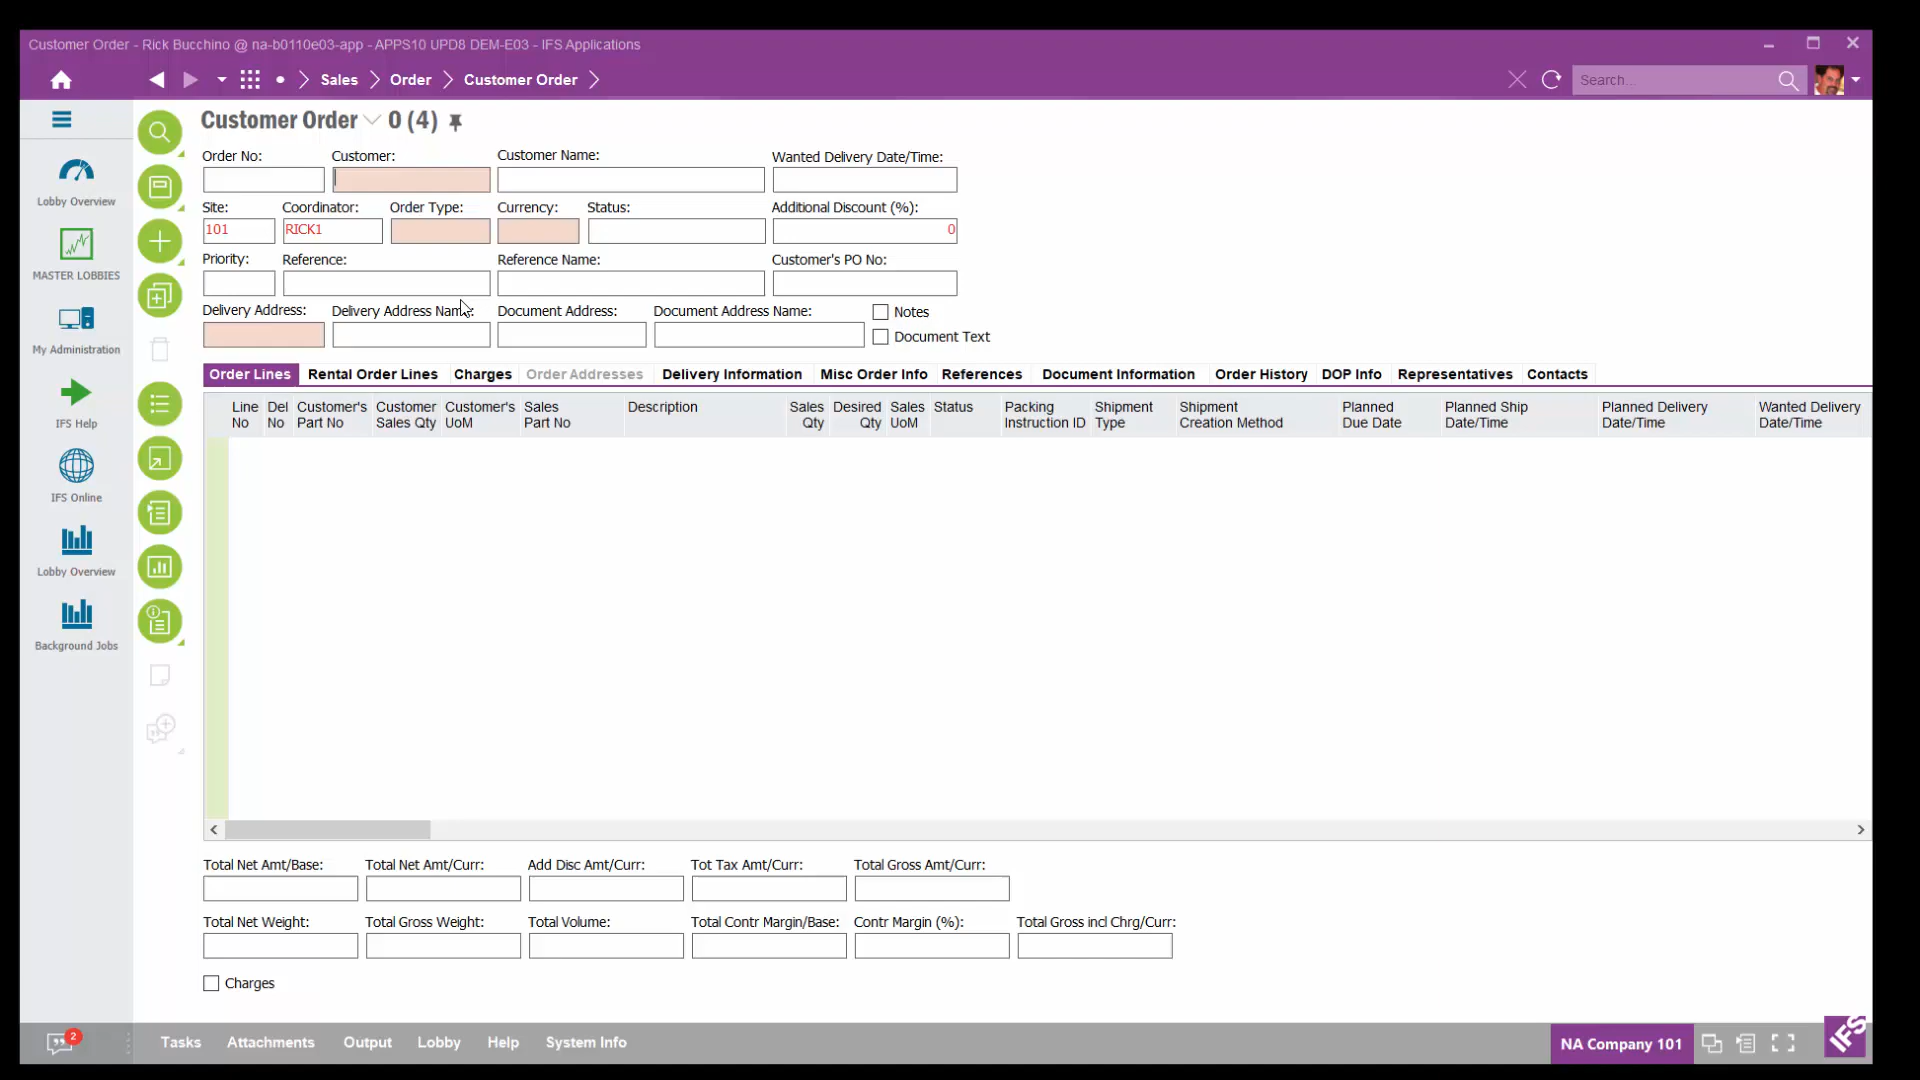 Customer Order - Rick Bucchino @ na-b0110e03-app - APPS10 UPD8 DEM-E03 - IFS Applications
Sales Order Customer Order Search...
Customer Order 0 (4)
Order No: Customer: Customer Name: Wanted Delivery Date/Time:
Site: Coordinator: Order Type: Currency: Status: Additional Discount (%):
101 RICK1 0
Priority: Reference: Reference Name: Customer's PO No:
Delivery Address: Delivery Address Name: Document Address: Document Address Name: Notes
Document Text
Order Lines Rental Order Lines Charges Order Addresses Delivery Information Misc Order Info References Document Information Order History DOP Info Representatives Contacts
Line No Del No Customer's Part No Customer Sales Qty Customer's UoM Sales Part No Description Sales Qty Desired Qty Sales UoM Status Packing Instruction ID Shipment Type Shipment Creation Method Planned Due Date Planned Ship Date/Time Planned Delivery Date/Time Wanted Delivery Date/Time
Lobby Overview
MASTER LOBBIES
My Administration
IFS Help
IFS Online
Lobby Overview
Background Jobs
Total Net Amt/Base: Total Net Amt/Curr: Add Disc Amt/Curr: Tot Tax Amt/Curr: Total Gross Amt/Curr:
Total Net Weight: Total Gross Weight: Total Volume: Total Contr Margin/Base: Contr Margin (%): Total Gross incl Chrg/Curr:
Charges
2 Tasks Attachments Output Lobby Help System Info NA Company 101 IFS